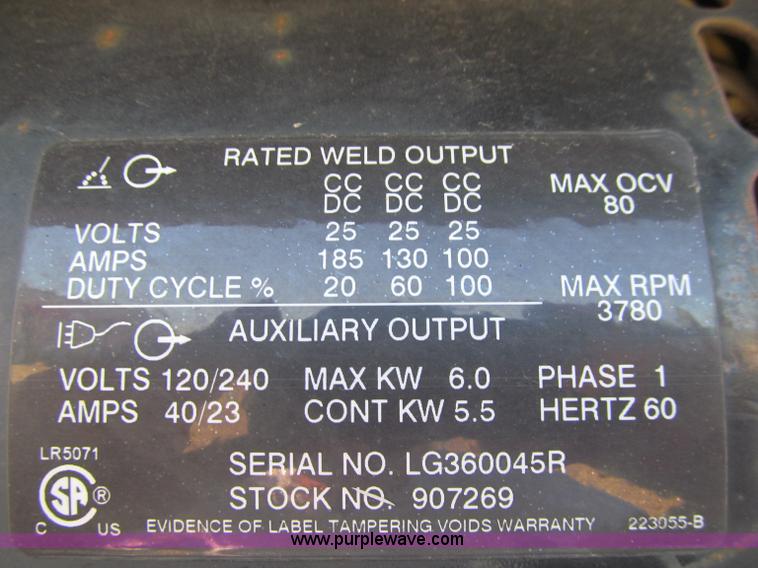 RATED WELD OUTPUT
CC CC CC
DC DC DC
MAX OCV
80
VOLTS 25 25 25
AMPS 185 130 100
DUTY CYCLE % 20 60 100
MAX RPM
3780
AUXILIARY OUTPUT
VOLTS 120/240 MAX KW 6.0 PHASE 1
AMPS 40/23 CONT KW 5.5 HERTZ 60
LR5071
SERIAL NO. LG360045R
SA ®
STOCK NO. 907269
C US EVIDENCE OF LABEL TAMPERING VOIDS WARRANTY 223055-B
www.purplewave.com